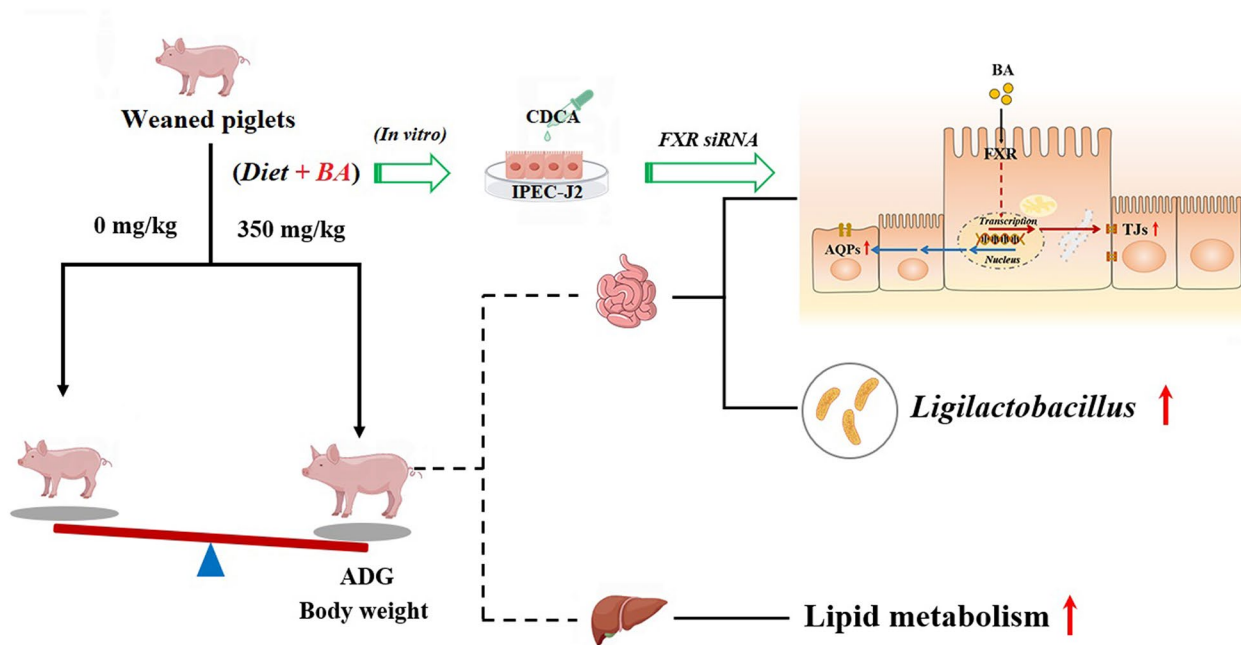 Weaned piglets
(Diet + BA)
0 mg/kg
350 mg/kg
(In vitro)
CDCA
IPEC-J2
FXR siRNA
BA
FXR
Transcription
Nucleus
AQPs
TJs
Ligilactobacillus
ADG
Body weight
Lipid metabolism